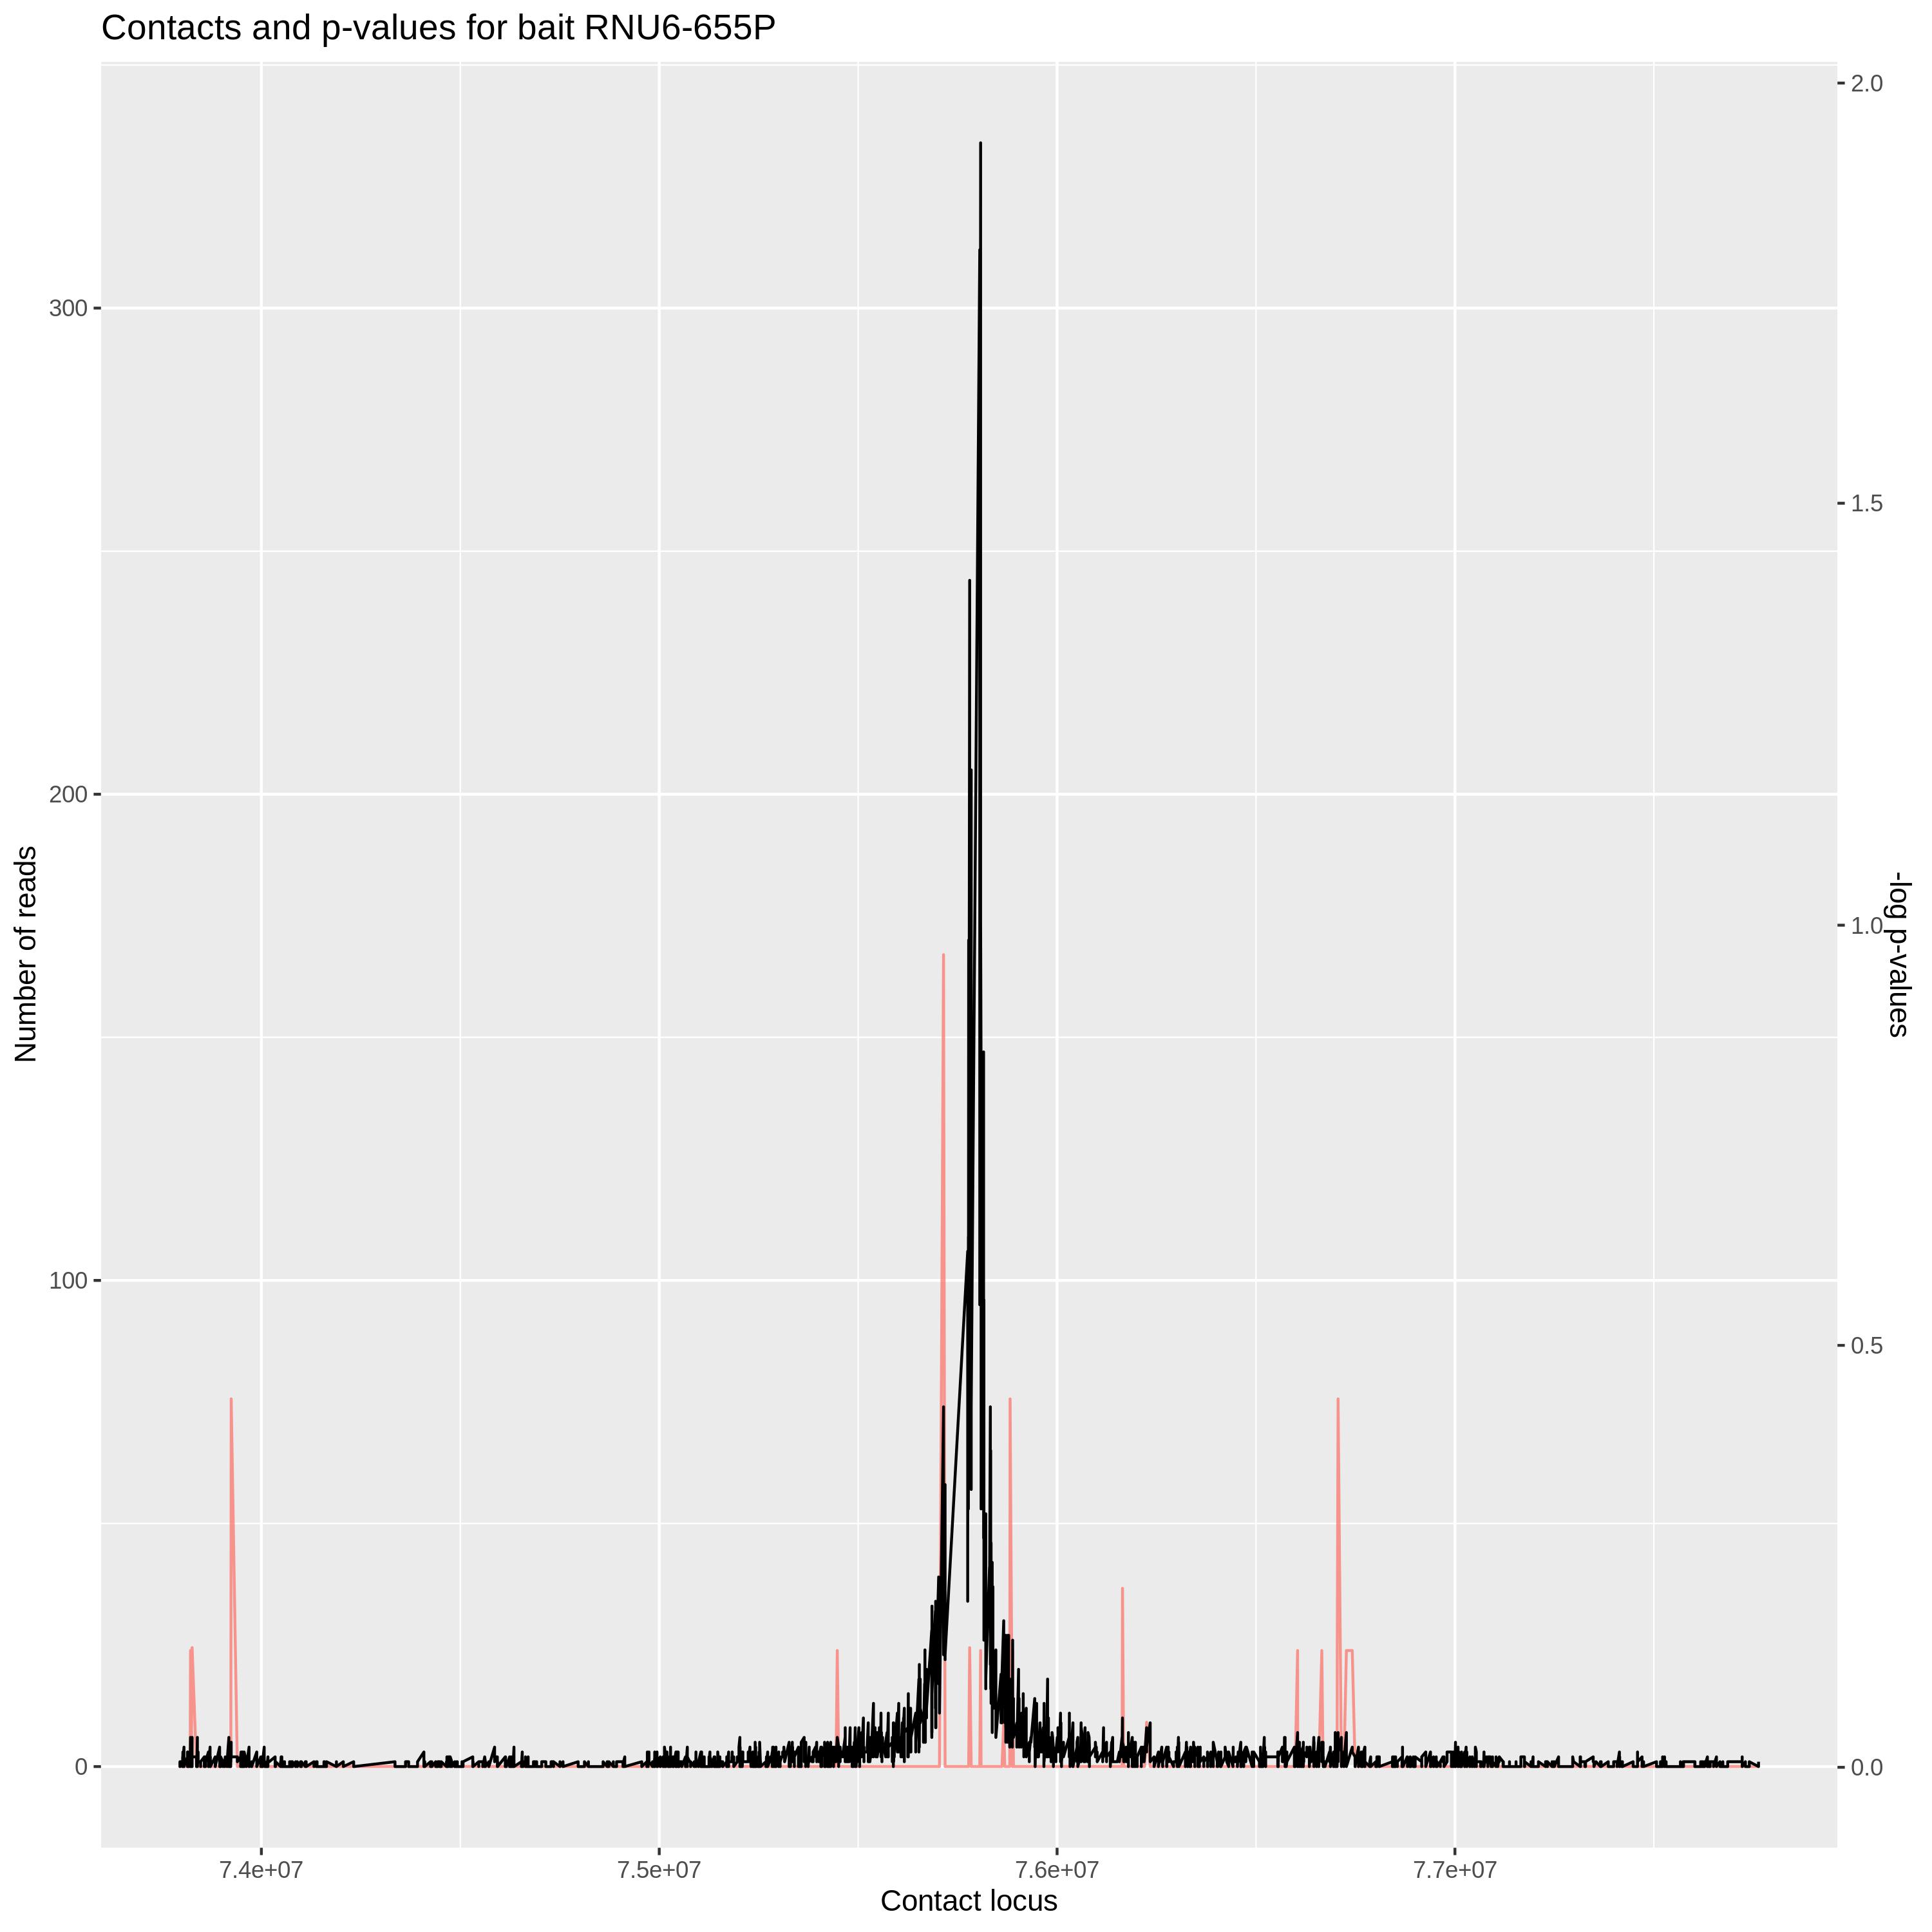 Contacts and p-values for bait RNU6-655P
Number of reads
300
200
100
0
2.0
1.5
1.0
0.5
0.0
-log p-values
7.4e+07
7.5e+07
7.6e+07
7.7e+07
Contact locus